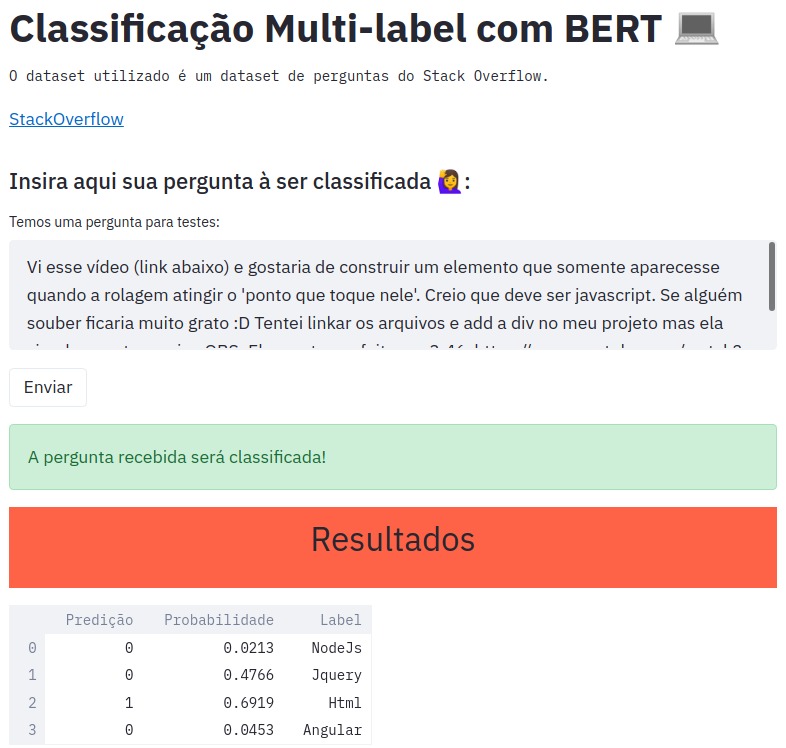 Classificação Multi-label com BERT 💻
O dataset utilizado é um dataset de perguntas do Stack Overflow.
StackOverflow
Insira aqui sua pergunta à ser classificada 🙋‍♀️:
Temos uma pergunta para testes:
Vi esse vídeo (link abaixo) e gostaria de construir um elemento que somente aparecesse
quando a rolagem atingir o 'ponto que toque nele'. Creio que deve ser javascript. Se alguém
souber ficaria muito grato :D Tentei linkar os arquivos e add a div no meu projeto mas ela
Enviar
A pergunta recebida será classificada!
Resultados
Predição Probabilidade Label
0 0 0.0213 NodeJs
1 0 0.4766 Jquery
2 1 0.6919 Html
3 0 0.0453 Angular